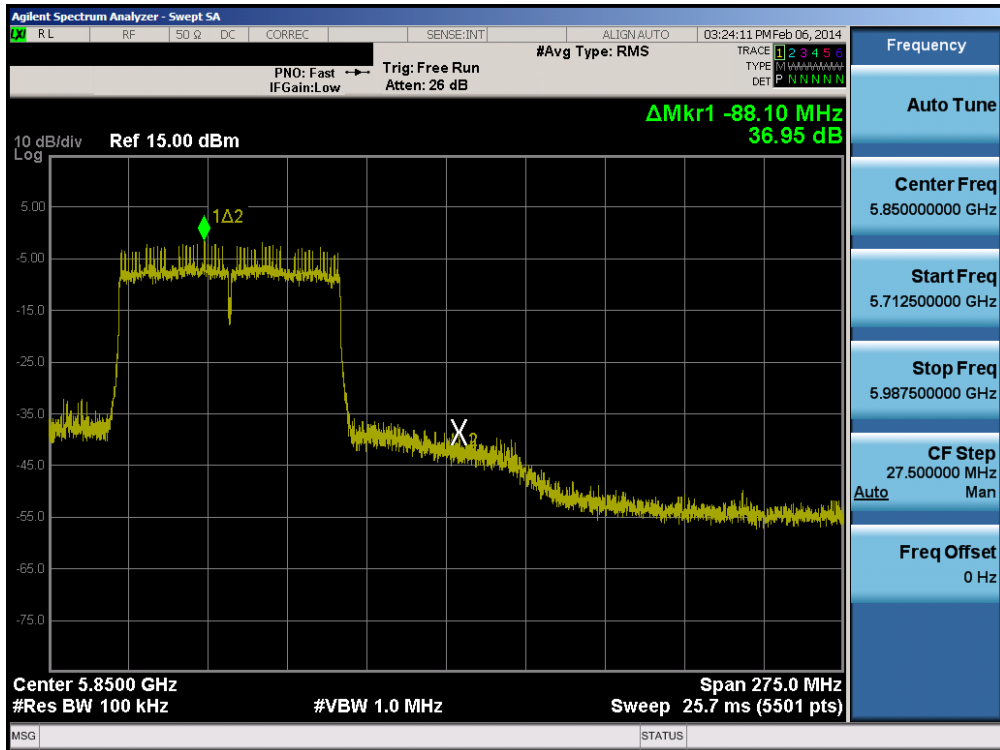 Agilent Spectrum Analyzer - Swept SA
LXI RL RF 50 Ω DC CORREC SENSE:INT ALIGN AUTO 03:24:11 PM Feb 06, 2014
#Avg Type: RMS TRACE 1 2 3 4 5 6
PNO: Fast Trig: Free Run TYPE M WWWWW
IFGain:Low Atten: 26 dB DET P N N N N N
ΔMkr1 -88.10 MHz
10 dB/div Ref 15.00 dBm 36.95 dB
Log
5.00
1Δ2
-5.00
-15.0
-25.0
-35.0
X2
-45.0
-55.0
-65.0
-75.0
Center 5.8500 GHz Span 275.0 MHz
#Res BW 100 kHz #VBW 1.0 MHz Sweep 25.7 ms (5501 pts)
MSG STATUS
Frequency
Auto Tune
Center Freq
5.850000000 GHz
Start Freq
5.712500000 GHz
Stop Freq
5.987500000 GHz
CF Step
27.500000 MHz
Auto Man
Freq Offset
0 Hz